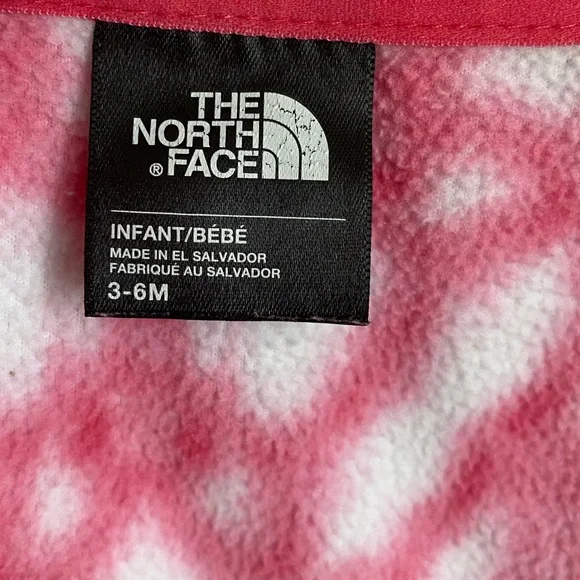 THE
NORTH
® FACE
INFANT/BÉBÉ
MADE IN EL SALVADOR
FABRIQUÉ AU SALVADOR
3-6M